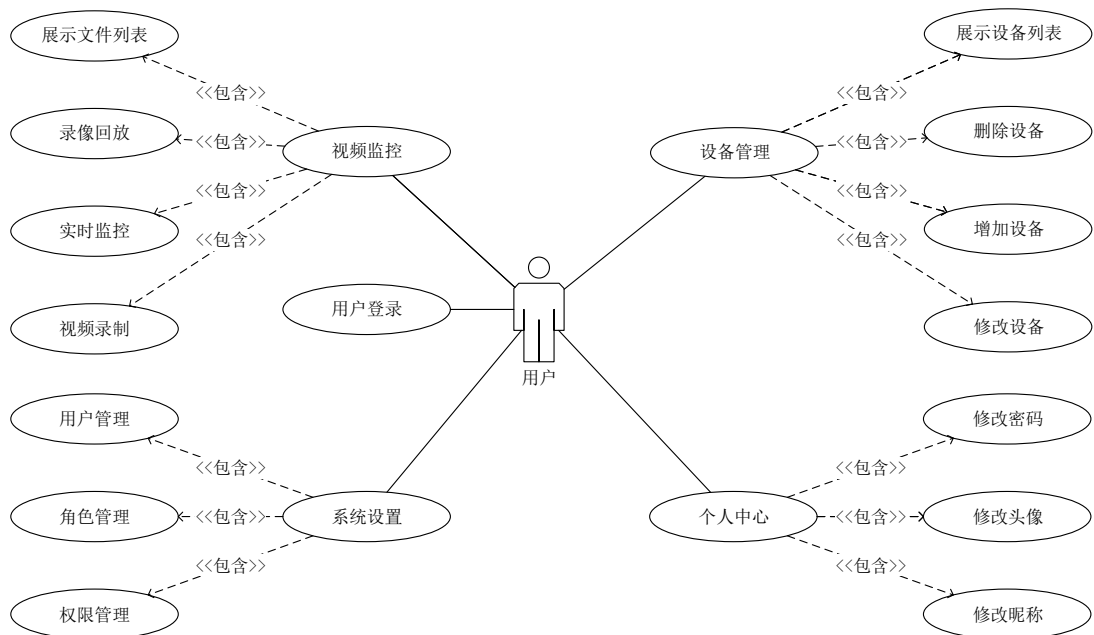 展示文件列表
展示设备列表
<<包含>>
<<包含>>
录像回放
<<包含>>
视频监控
设备管理
<<包含>>
删除设备
<<包含>>
<<包含>>
实时监控
增加设备
<<包含>>
<<包含>>
用户登录
视频录制
修改设备
用户
用户管理
修改密码
<<包含>>
<<包含>>
角色管理
<<包含>>
系统设置
个人中心
<<包含>>
修改头像
<<包含>>
<<包含>>
权限管理
修改昵称